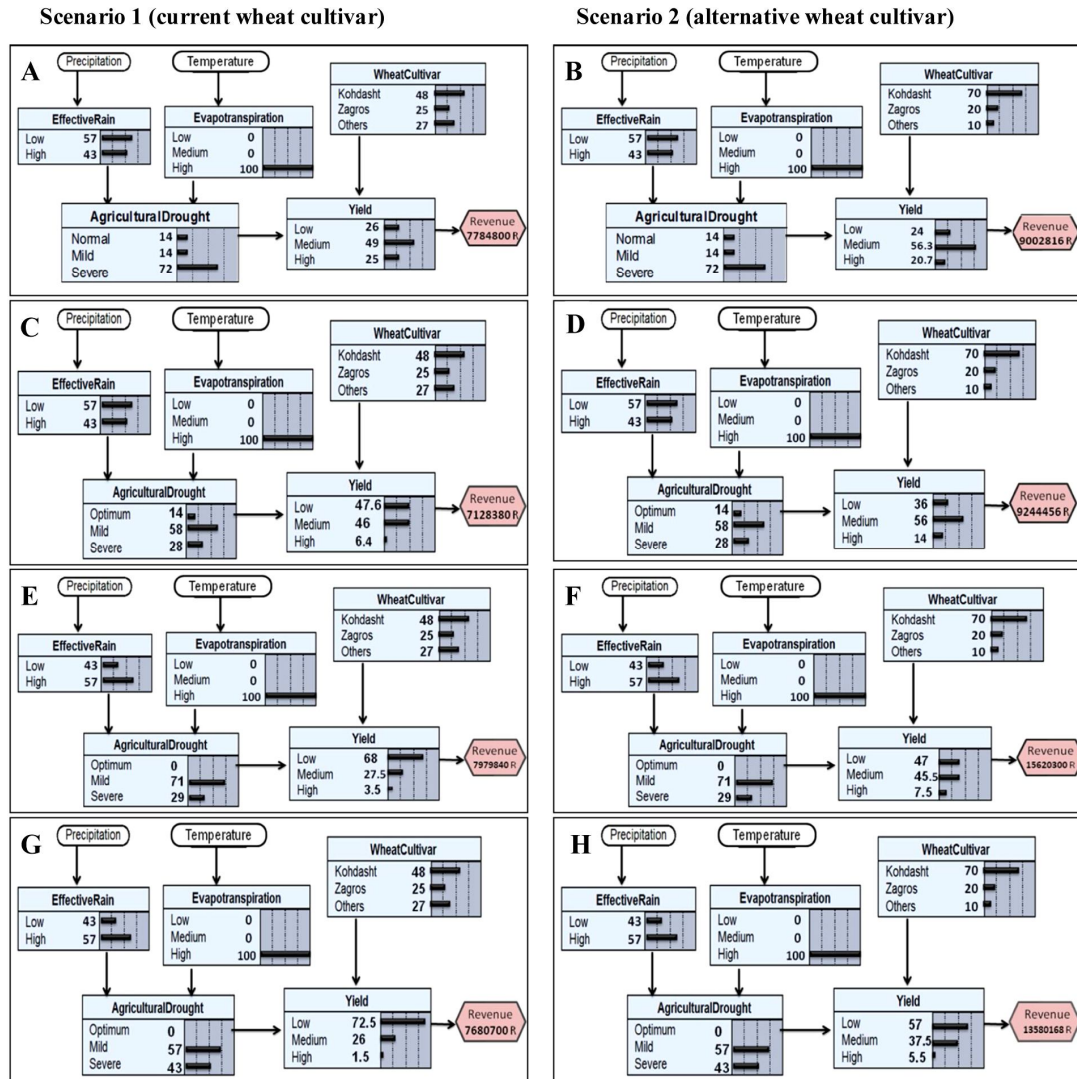 Scenario 1 (current wheat cultivar)
Scenario 2 (alternative wheat cultivar)
A
Precipitation
Temperature
WheatCultivar
Kohdasht 48
Zagros 25
Others 27
EffectiveRain
Low 57
High 43
Evapotranspiration
Low 0
Medium 0
High 100
AgriculturalDrought
Normal 14
Mild 14
Severe 72
Yield
Low 26
Medium 49
High 25
Revenue
7784800 R
B
Precipitation
Temperature
WheatCultivar
Kohdasht 70
Zagros 20
Others 10
EffectiveRain
Low 57
High 43
Evapotranspiration
Low 0
Medium 0
High 100
AgriculturalDrought
Normal 14
Mild 14
Severe 72
Yield
Low 24
Medium 56.3
High 20.7
Revenue
9002816 R
C
Precipitation
Temperature
WheatCultivar
Kohdasht 48
Zagros 25
Others 27
EffectiveRain
Low 57
High 43
Evapotranspiration
Low 0
Medium 0
High 100
AgriculturalDrought
Optimum 14
Mild 58
Severe 28
Yield
Low 47.6
Medium 46
High 6.4
Revenue
7128380 R
D
Precipitation
Temperature
WheatCultivar
Kohdasht 70
Zagros 20
Others 10
EffectiveRain
Low 57
High 43
Evapotranspiration
Low 0
Medium 0
High 100
AgriculturalDrought
Optimum 14
Mild 58
Severe 28
Yield
Low 36
Medium 56
High 14
Revenue
9244456 R
E
Precipitation
Temperature
WheatCultivar
Kohdasht 48
Zagros 25
Others 27
EffectiveRain
Low 43
High 57
Evapotranspiration
Low 0
Medium 0
High 100
AgriculturalDrought
Optimum 0
Mild 71
Severe 29
Yield
Low 68
Medium 27.5
High 3.5
Revenue
7979840 R
F
Precipitation
Temperature
WheatCultivar
Kohdasht 70
Zagros 20
Others 10
EffectiveRain
Low 43
High 57
Evapotranspiration
Low 0
Medium 0
High 100
AgriculturalDrought
Optimum 0
Mild 71
Severe 29
Yield
Low 47
Medium 45.5
High 7.5
Revenue
15620300 R
G
Precipitation
Temperature
WheatCultivar
Kohdasht 48
Zagros 25
Others 27
EffectiveRain
Low 43
High 57
Evapotranspiration
Low 0
Medium 0
High 100
AgriculturalDrought
Optimum 0
Mild 57
Severe 43
Yield
Low 72.5
Medium 26
High 1.5
Revenue
7680700 R
H
Precipitation
Temperature
WheatCultivar
Kohdasht 70
Zagros 20
Others 10
EffectiveRain
Low 43
High 57
Evapotranspiration
Low 0
Medium 0
High 100
AgriculturalDrought
Optimum 0
Mild 57
Severe 43
Yield
Low 57
Medium 37.5
High 5.5
Revenue
13580168 R